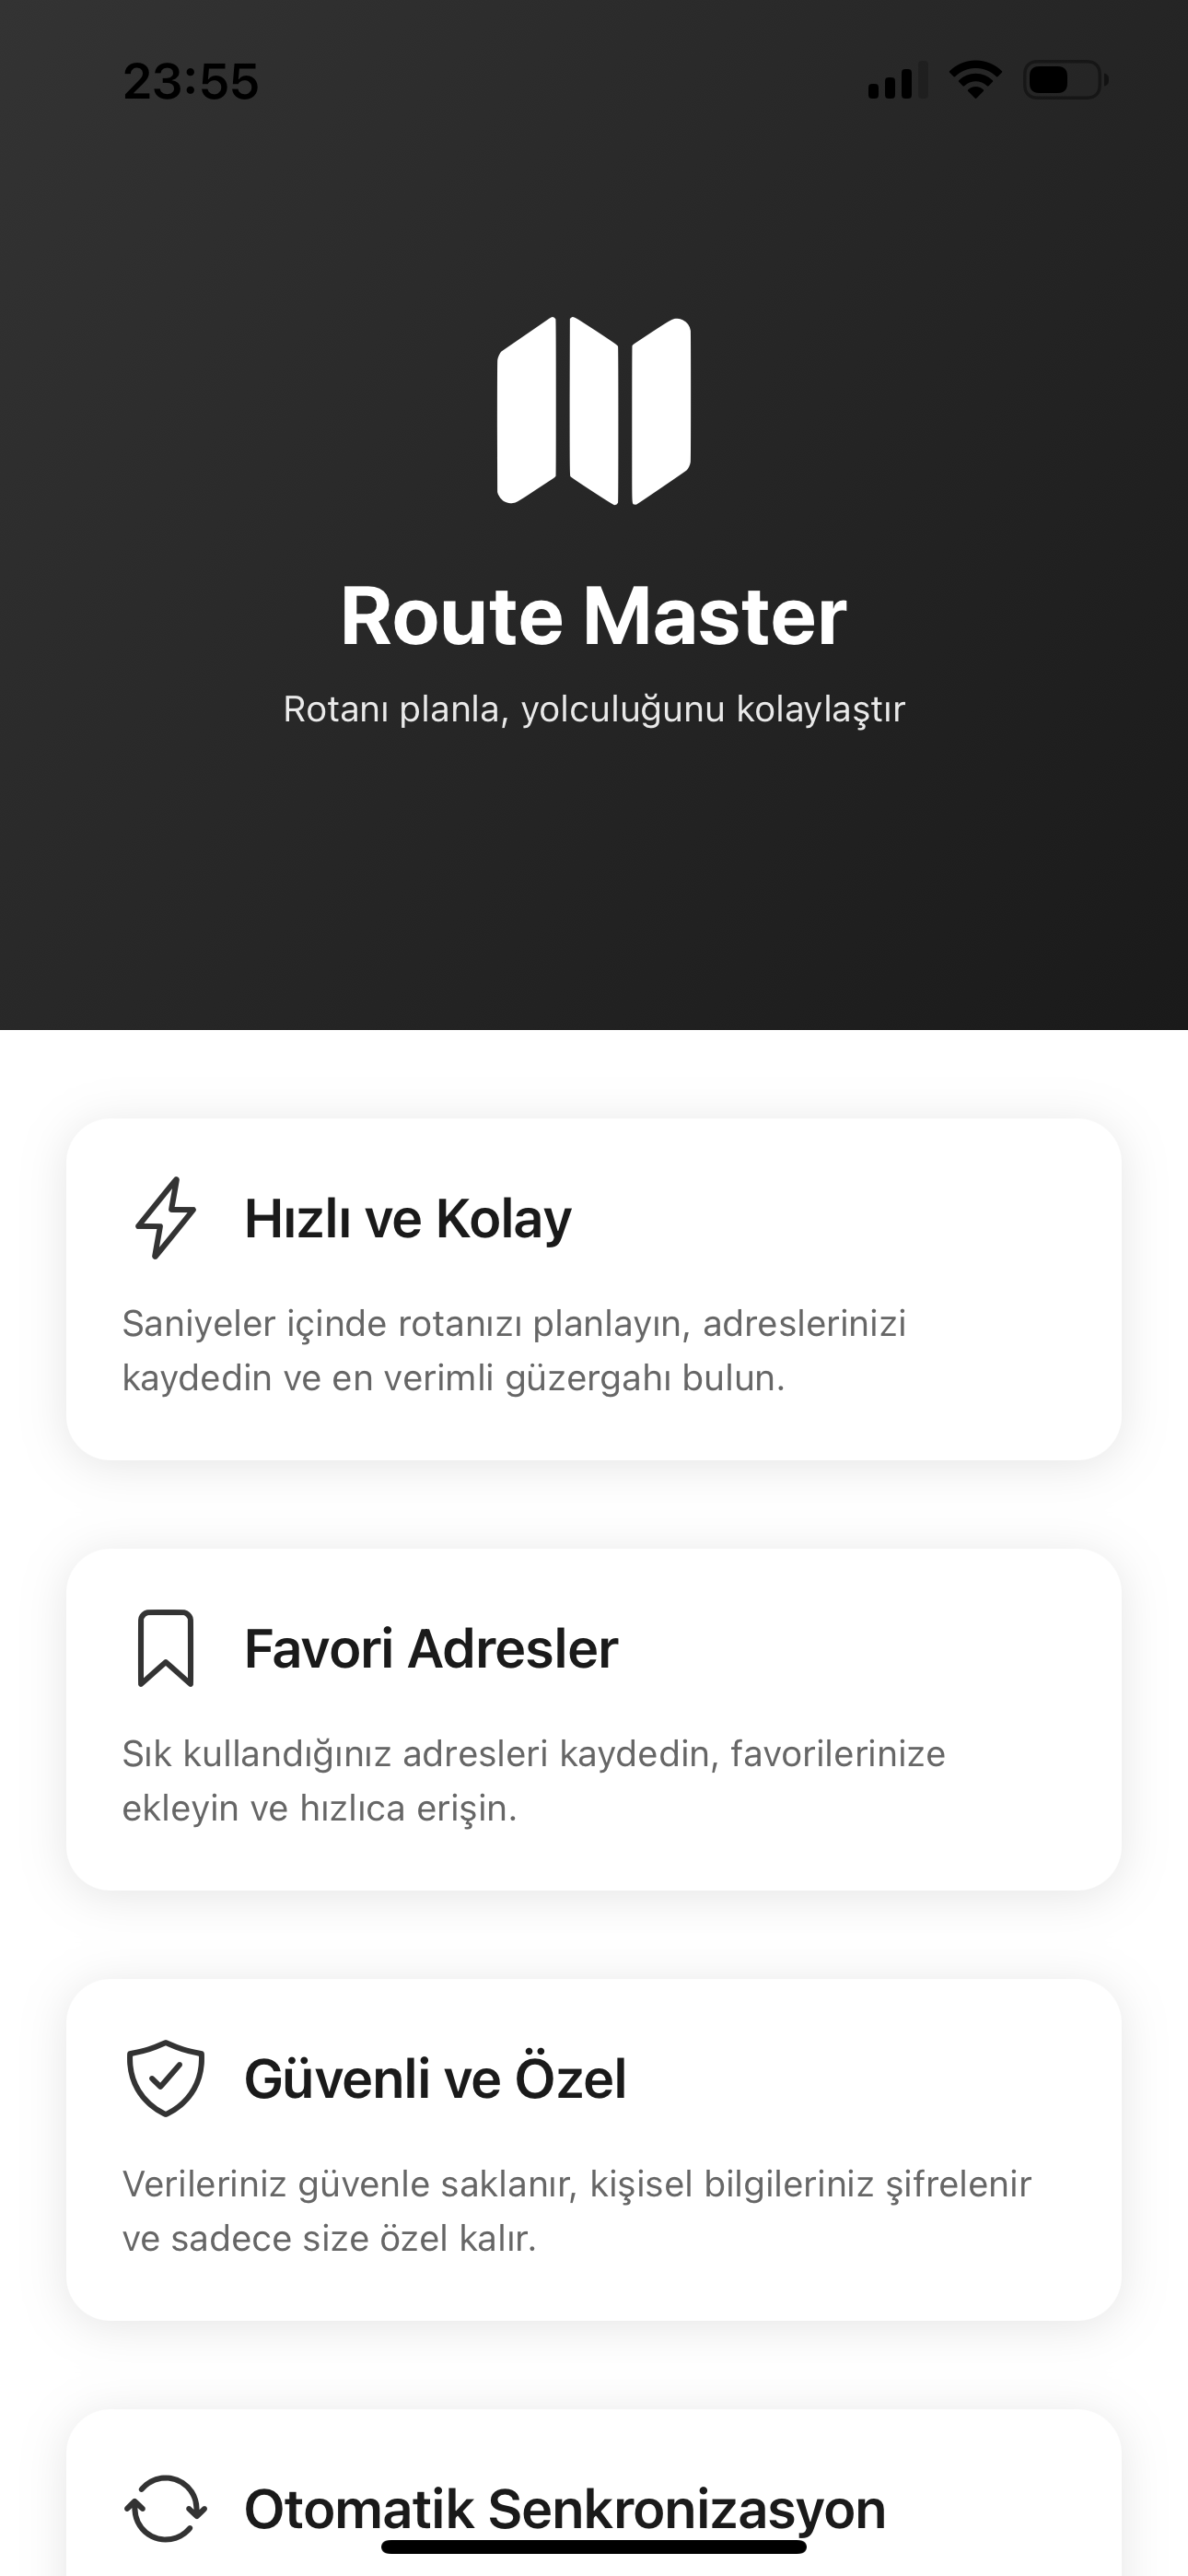 23:55
Route Master
Rotanı planla, yolculuğunu kolaylaştır
Hızlı ve Kolay
Saniyeler içinde rotanızı planlayın, adreslerinizi
kaydedin ve en verimli güzergahı bulun.
Favori Adresler
Sık kullandığınız adresleri kaydedin, favorilerinize
ekleyin ve hızlıca erişin.
Güvenli ve Özel
Verileriniz güvenle saklanır, kişisel bilgileriniz şifrelenir
ve sadece size özel kalır.
Otomatik Senkronizasyon